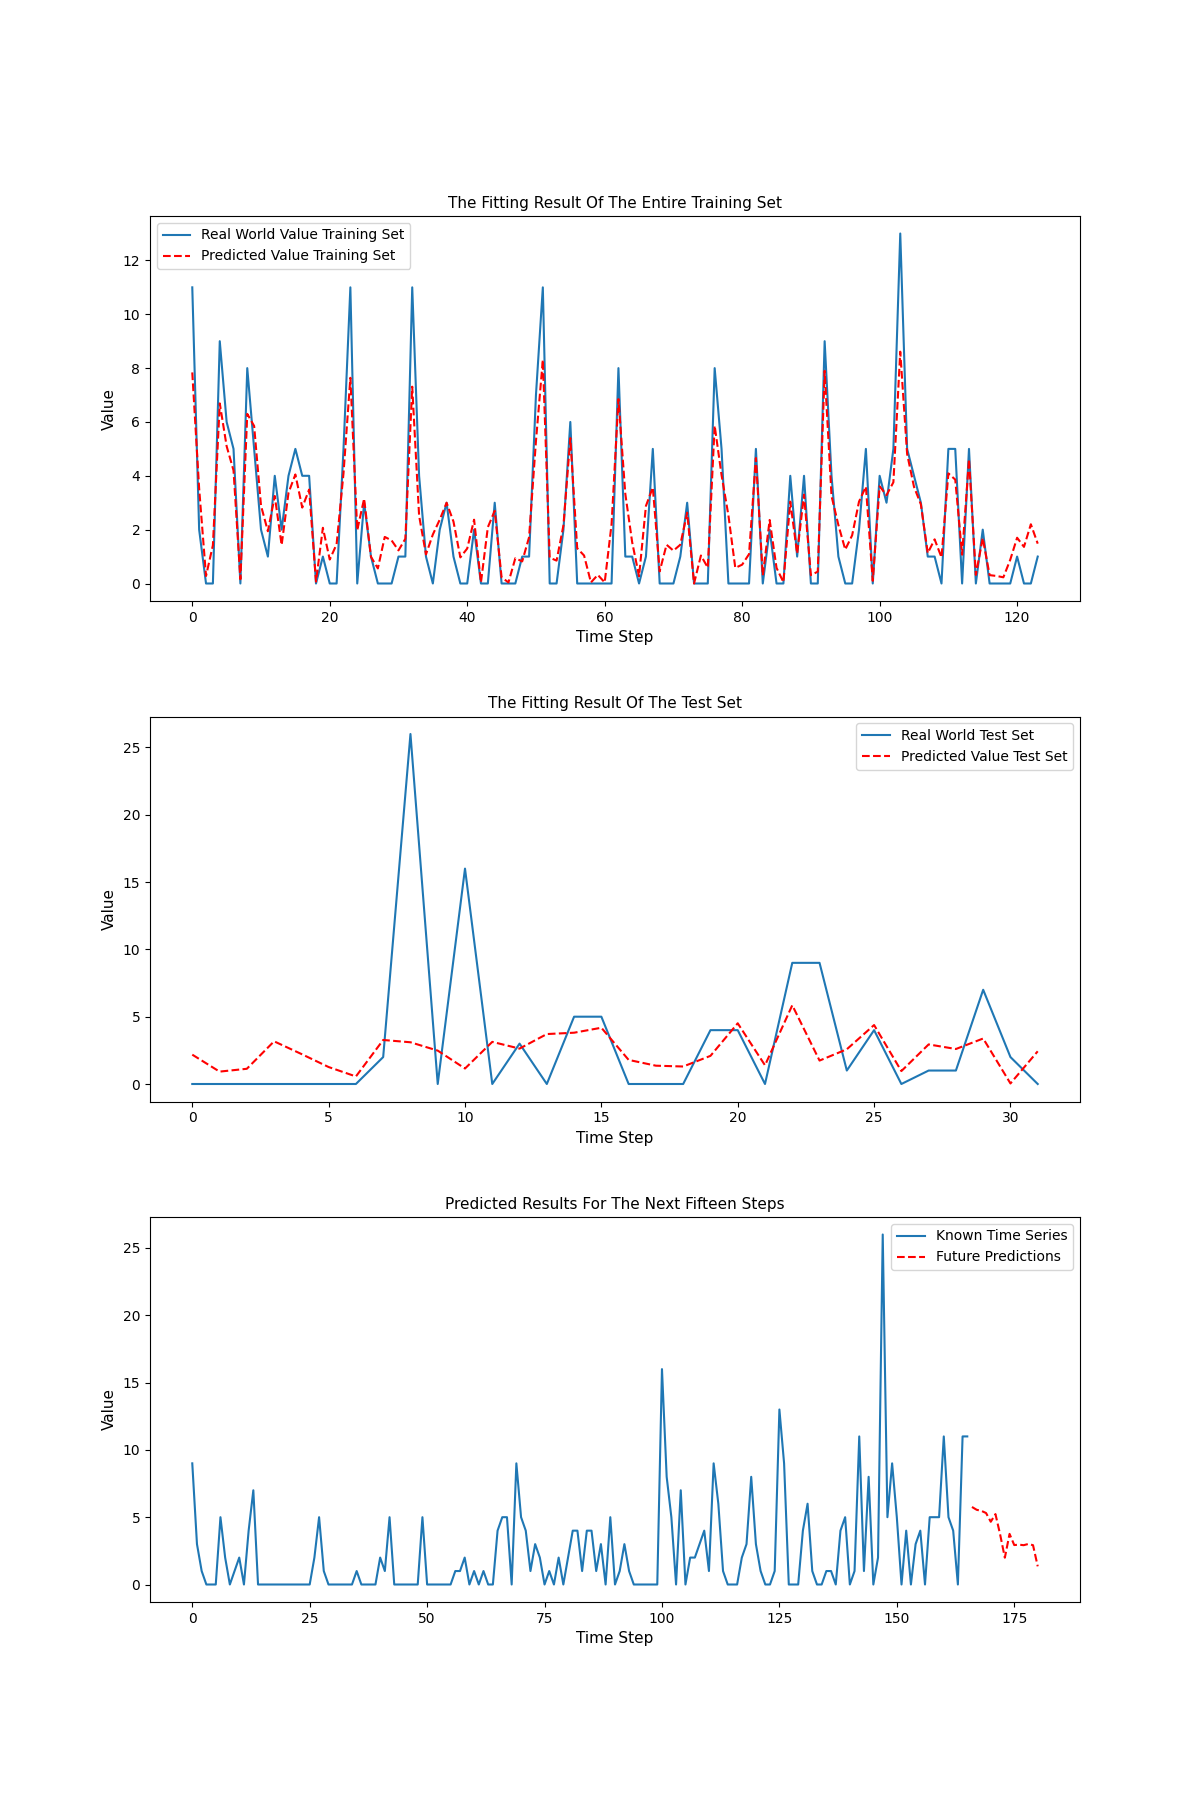 The Fitting Result Of The Entire Training Set
Real World Value Training Set
Predicted Value Training Set
Value
12
10
8
6
4
2
0
0 20 40 60 80 100 120
Time Step
The Fitting Result Of The Test Set
Real World Test Set
Predicted Value Test Set
Value
25
20
15
10
5
0
0 5 10 15 20 25 30
Time Step
Predicted Results For The Next Fifteen Steps
Known Time Series
Future Predictions
Value
25
20
15
10
5
0
0 25 50 75 100 125 150 175
Time Step